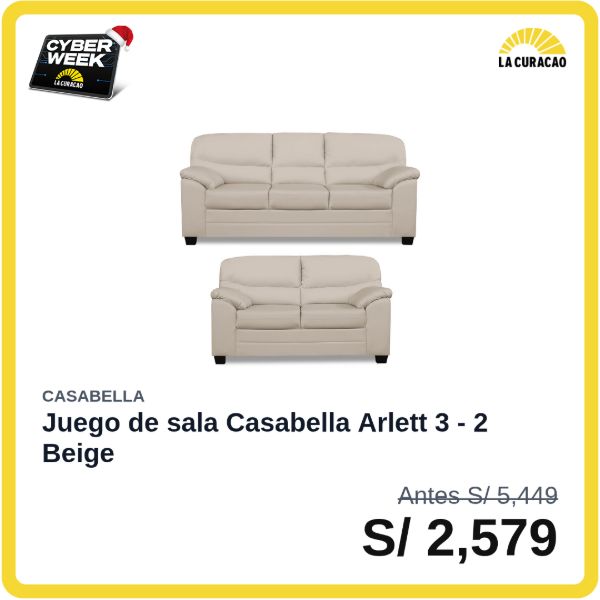 CYBER
WEEK
LA CURACAO
LA CURACAO
CASABELLA
Juego de sala Casabella Arlett 3 - 2
Beige
Antes S/ 5,449
S/ 2,579